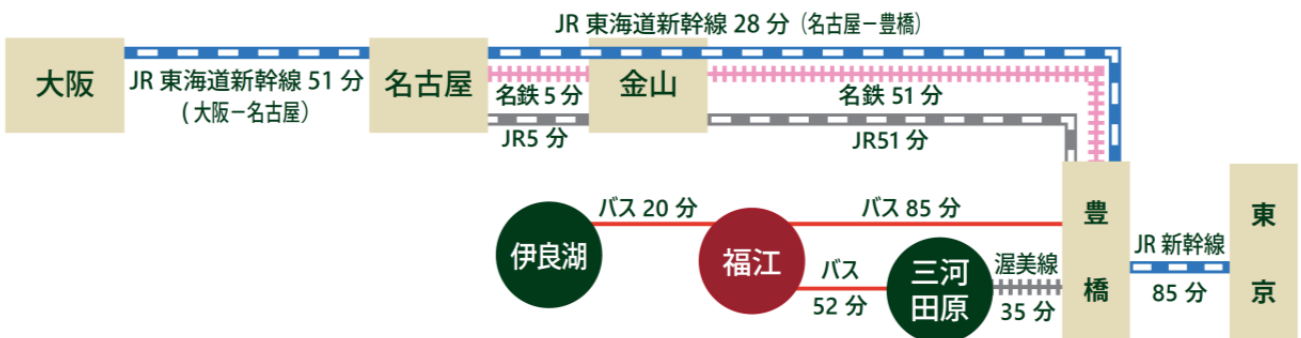 JR 東海道新幹線 28 分（名古屋－豊橋）
大阪
JR 東海道新幹線 51 分
( 大阪－名古屋）
名古屋
名鉄 5 分
JR5 分
金山
名鉄 51 分
JR51 分
伊良湖
バス 20 分
福江
バス 85 分
バス
52 分
三河
田原
渥美線
35 分
豊橋
JR 新幹線
85 分
東京